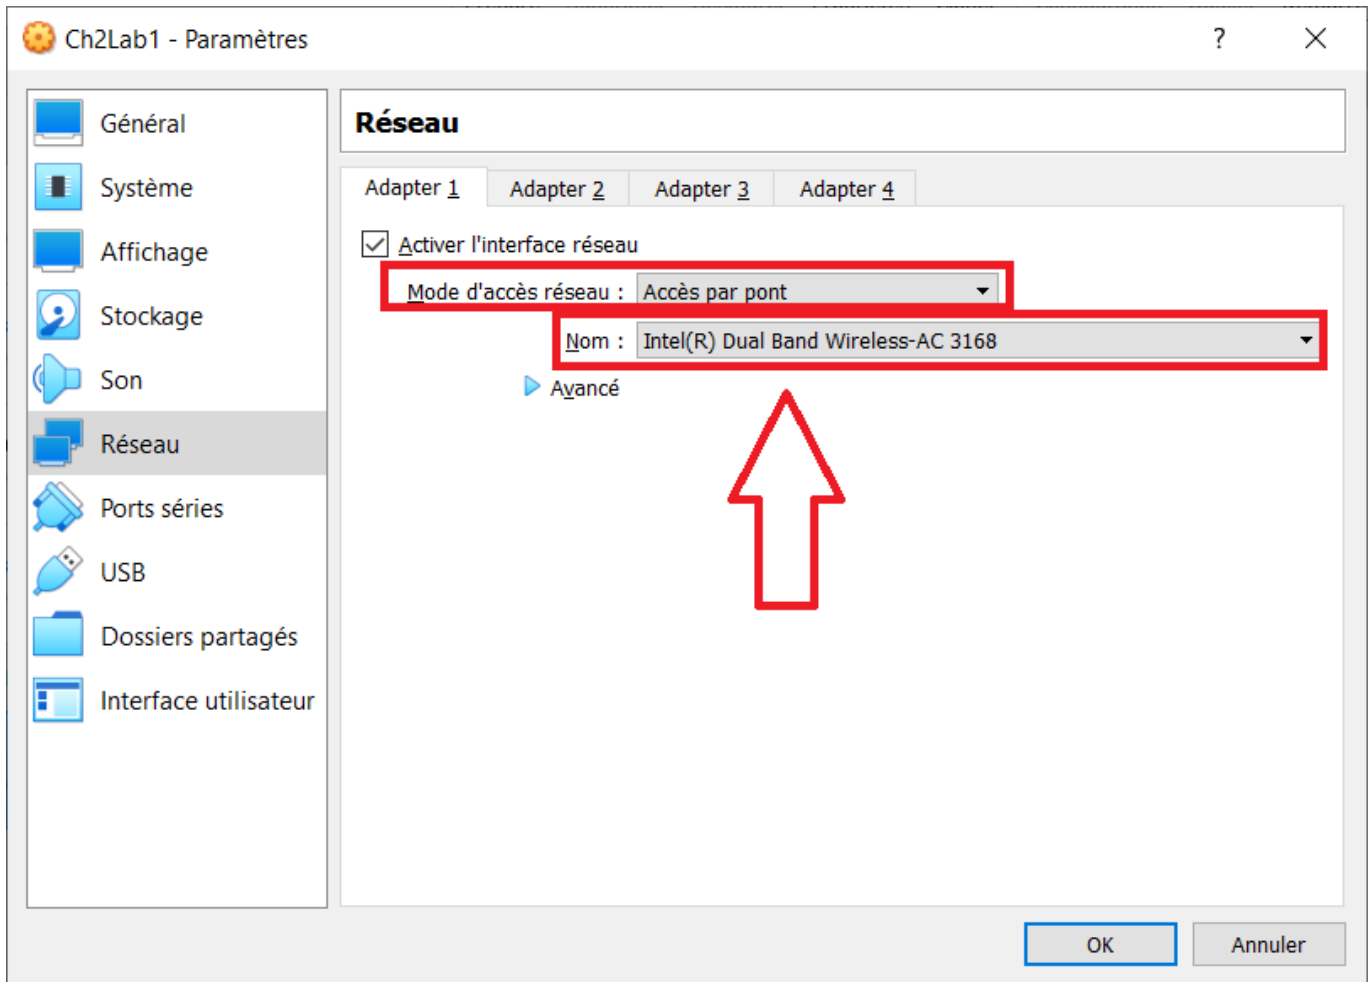 Ch2Lab1 - Paramètres
?
Général
Système
Affichage
Stockage
Son
Réseau
Ports séries
USB
Dossiers partagés
Interface utilisateur
Réseau
Adapter 1 Adapter 2 Adapter 3 Adapter 4
Activer l'interface réseau
Mode d'accès réseau : Accès par pont
Nom : Intel(R) Dual Band Wireless-AC 3168
Avancé
OK Annuler